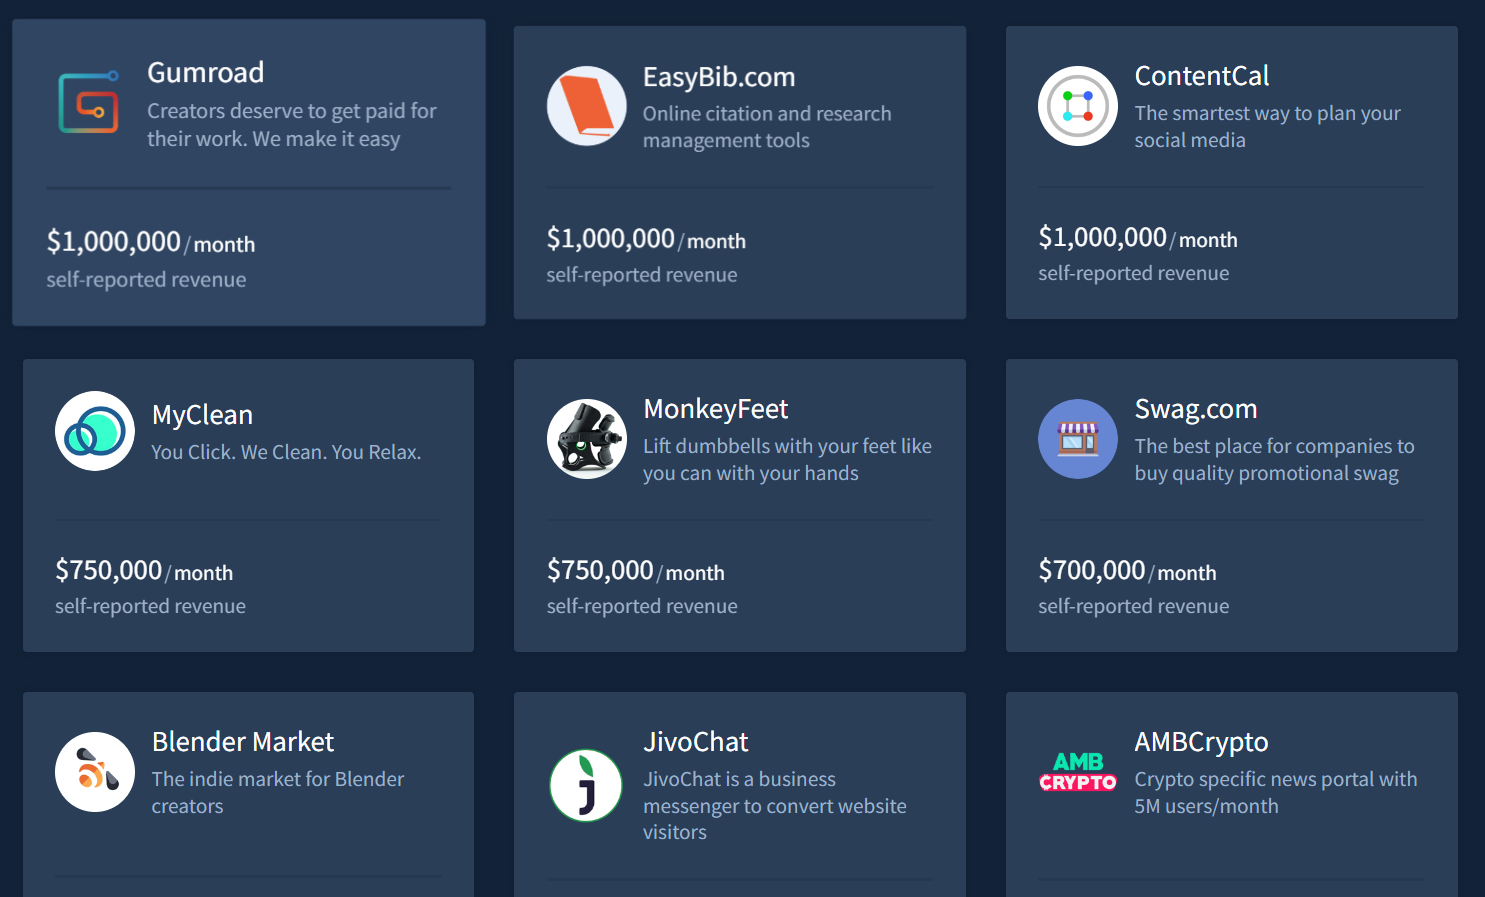 Gumroad
Creators deserve to get paid for
their work. We make it easy
$1,000,000/month
self-reported revenue
EasyBib.com
Online citation and research
management tools
$1,000,000/month
self-reported revenue
ContentCal
The smartest way to plan your
social media
$1,000,000/month
self-reported revenue
MyClean
You Click. We Clean. You Relax.
$750,000/month
self-reported revenue
MonkeyFeet
Lift dumbbells with your feet like
you can with your hands
$750,000/month
self-reported revenue
Swag.com
The best place for companies to
buy quality promotional swag
$700,000/month
self-reported revenue
Blender Market
The indie market for Blender
creators
JivoChat
JivoChat is a business
messenger to convert website
visitors
AMB
CRYPTO
AMBCrypto
Crypto specific news portal with
5M users/month